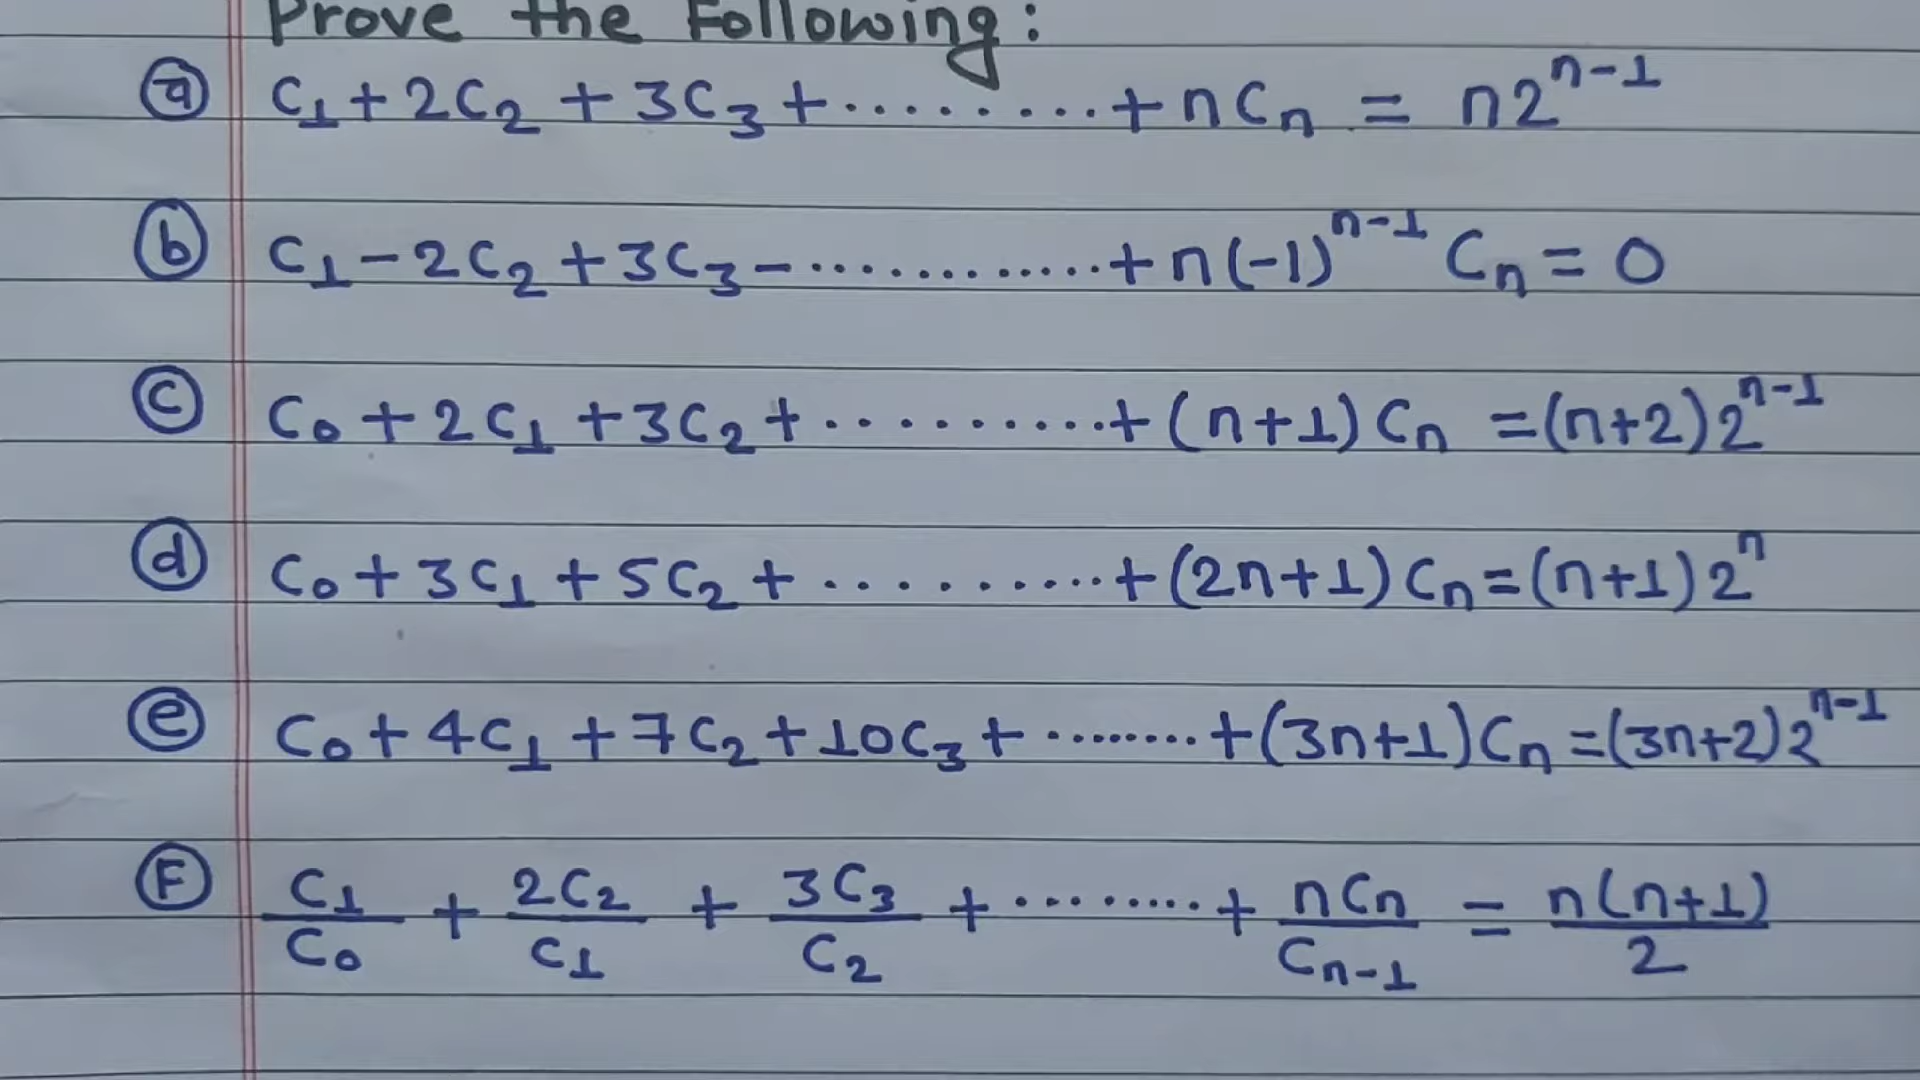 Prove the Following:
(a) C₁ + 2C₂ + 3C₃ + ......... + nCₙ = n2ⁿ⁻¹
(b) C₁ - 2C₂ + 3C₃ - ............. + n(-1)ⁿ⁻¹ Cₙ = 0
(c) C₀ + 2C₁ + 3C₂ + .......... + (n+1) Cₙ = (n+2) 2ⁿ⁻¹
(d) C₀ + 3C₁ + 5C₂ + .......... + (2n+1) Cₙ = (n+1) 2ⁿ
(e) C₀ + 4C₁ + 7C₂ + 10C₃ + ........ + (3n+1) Cₙ = (3n+2) 2ⁿ⁻¹
(F) C₁/C₀ + 2C₂/C₁ + 3C₃/C₂ + ......... + nCₙ/Cₙ₋₁ = n(n+1)/2